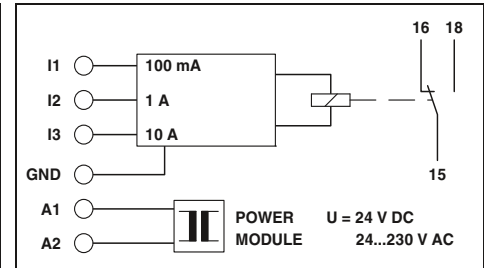 16 18
I1 100 mA
I2 1 A
I3 10 A
GND
15
A1
A2
POWER U = 24 V DC
MODULE 24...230 V AC